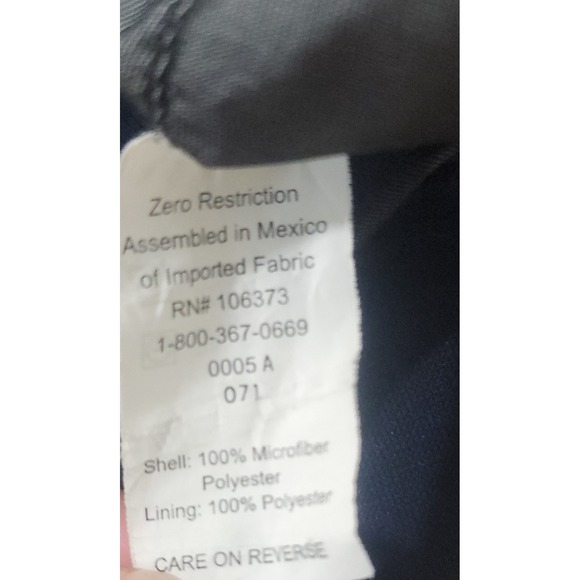 Zero Restriction
Assembled in Mexico
of Imported Fabric
RN# 106373
1-800-367-0669
0005 A
071
Shell: 100% Microfiber
Polyester
Lining: 100% Polyester
CARE ON REVERSE